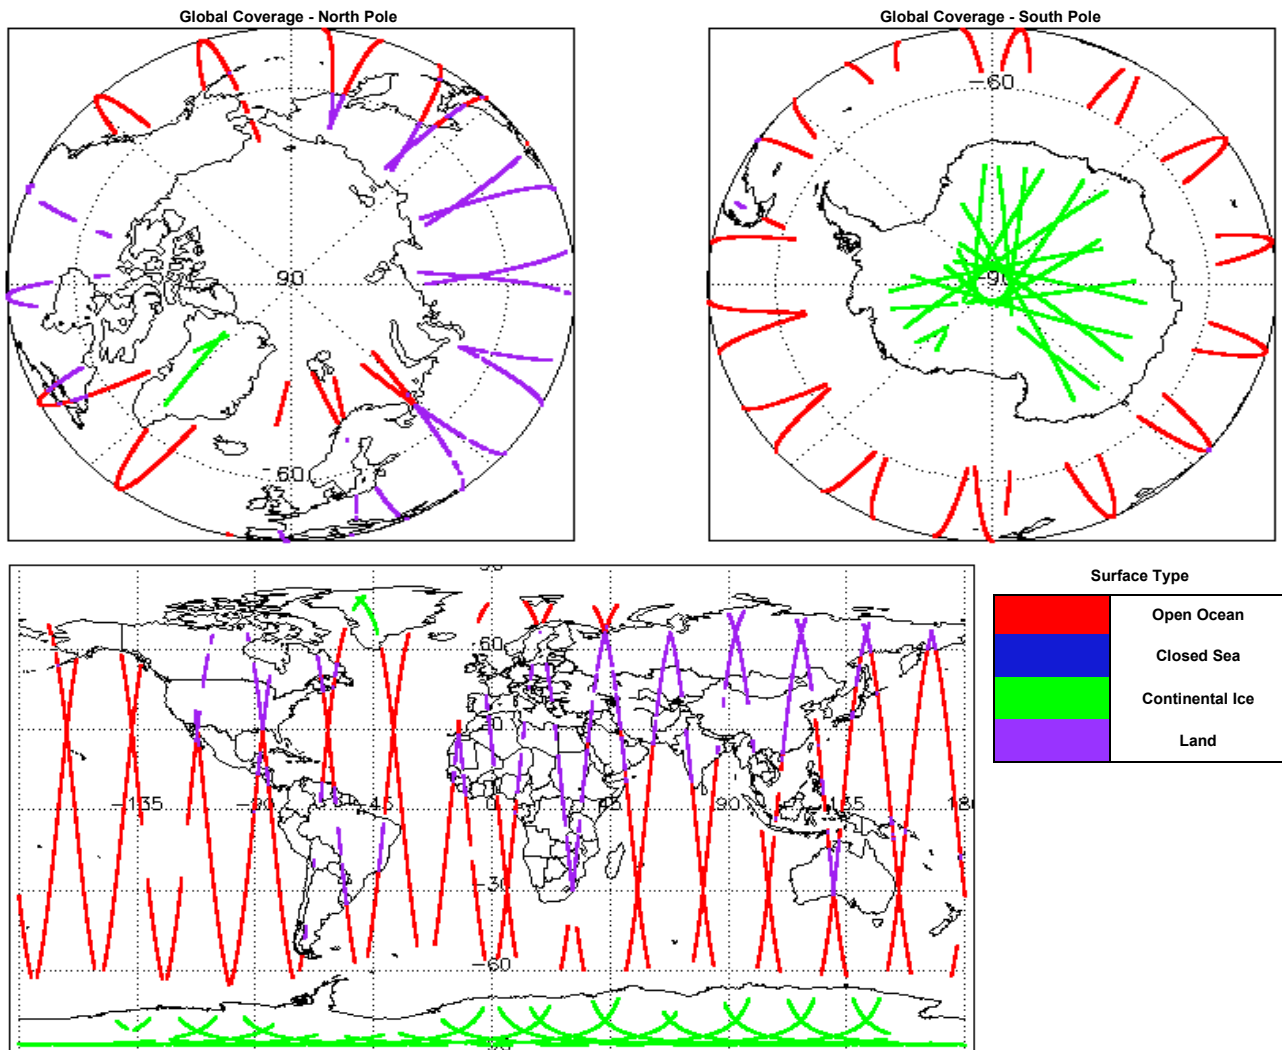 Global Coverage - North Pole
Global Coverage - South Pole
90
-60
-60
-90
Surface Type
Open Ocean
Closed Sea
Continental Ice
Land
60
-135
-90
-45
0
45
90
135
180
-30
-60